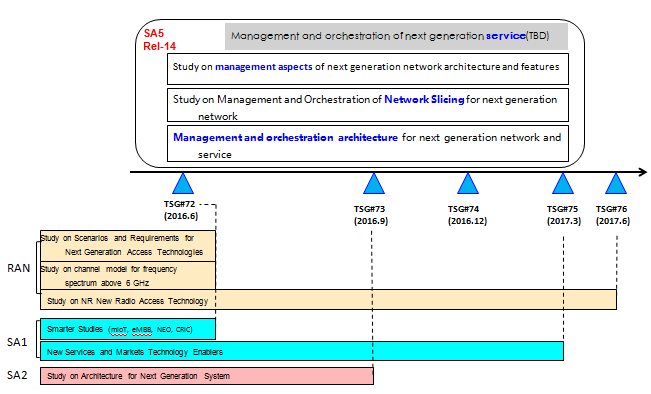 SA5
Rel-14
Management and orchestration of next generation service(TBD)
Study on management aspects of next generation network architecture and features
Study on Management and Orchestration of Network Slicing for next generation
network
Management and orchestration architecture for next generation network and
service
TSG#72
(2016.6)
TSG#73
(2016.9)
TSG#74
(2016.12)
TSG#75
(2017.3)
TSG#76
(2017.6)
RAN
Study on Scenarios and Requirements for
Next Generation Access Technologies
Study on channel model for frequency
spectrum above 6 GHz
Study on NR New Radio Access Technology
SA1
Smarter Studies (mIoT, eMBB, NEO, CRIC)
New Services and Markets Technology Enablers
SA2
Study on Architecture for Next Generation System